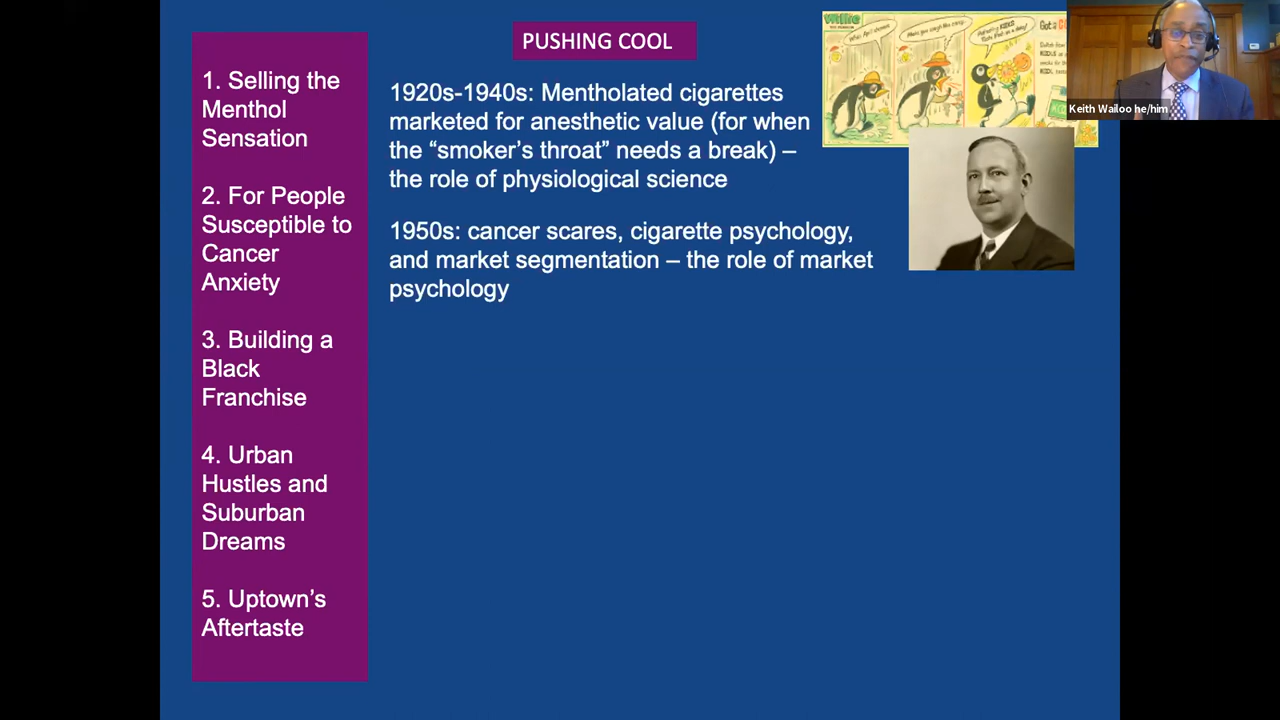 PUSHING COOL
1. Selling the
Menthol
Sensation
2. For People
Susceptible to
Cancer
Anxiety
3. Building a
Black
Franchise
4. Urban
Hustles and
Suburban
Dreams
5. Uptown's
Aftertaste
1920s-1940s: Mentholated cigarettes
marketed for anesthetic value (for when
the “smoker's throat” needs a break) –
the role of physiological science
1950s: cancer scares, cigarette psychology,
and market segmentation – the role of market
psychology
Willie
Keith Wailoo he/him